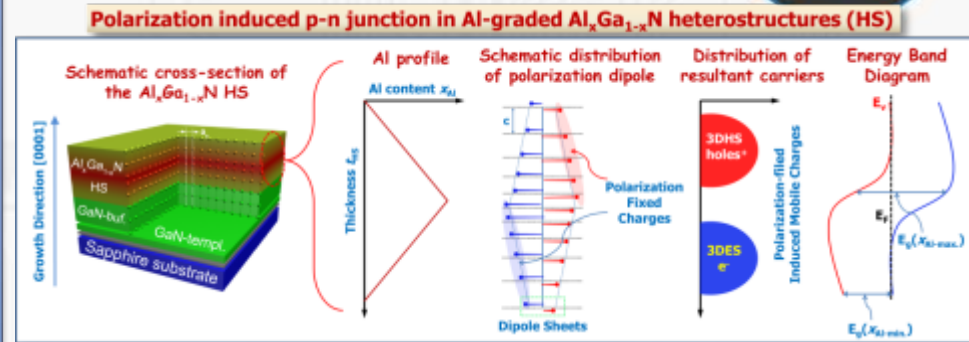 Polarization induced p-n junction in Al-graded AlxGa1-xN heterostructures (HS)
Schematic cross-section of
the AlxGa1-xN HS
Growth Direction [0001]
AlxGa1-xN
HS
GaN-buf.
GaN-templ.
Sapphire substrate
Al profile
Al content xAl
Thickness tHS
Schematic distribution
of polarization dipole
c
Polarization
Fixed
Charges
Dipole Sheets
Distribution of
resultant carriers
3DHS
holes+
3DES
e-
Polarization-filed
Induced Mobile Charges
Energy Band
Diagram
Ev
EF
Eg(xAl-max.)
Eg(xAl-min.)